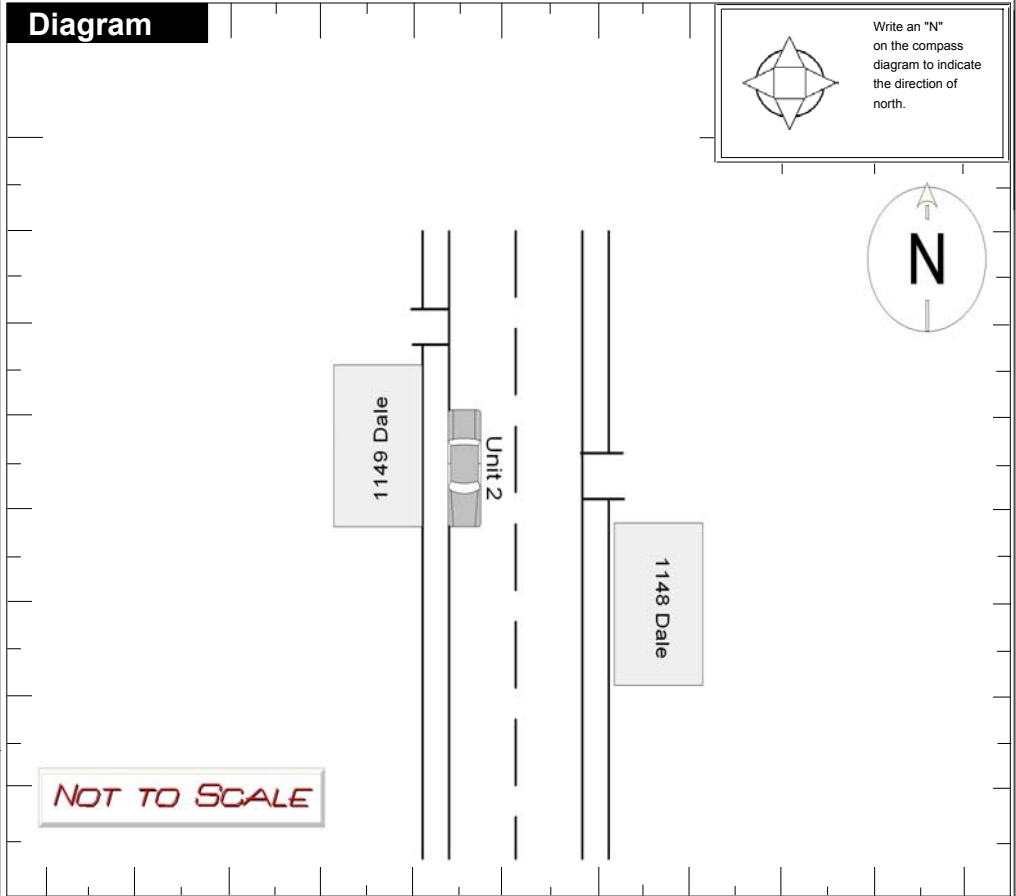 Diagram
Write an "N"
on the compass
diagram to indicate
the direction of
north.
N
1149 Dale
Unit 2
1148 Dale
NOT TO SCALE